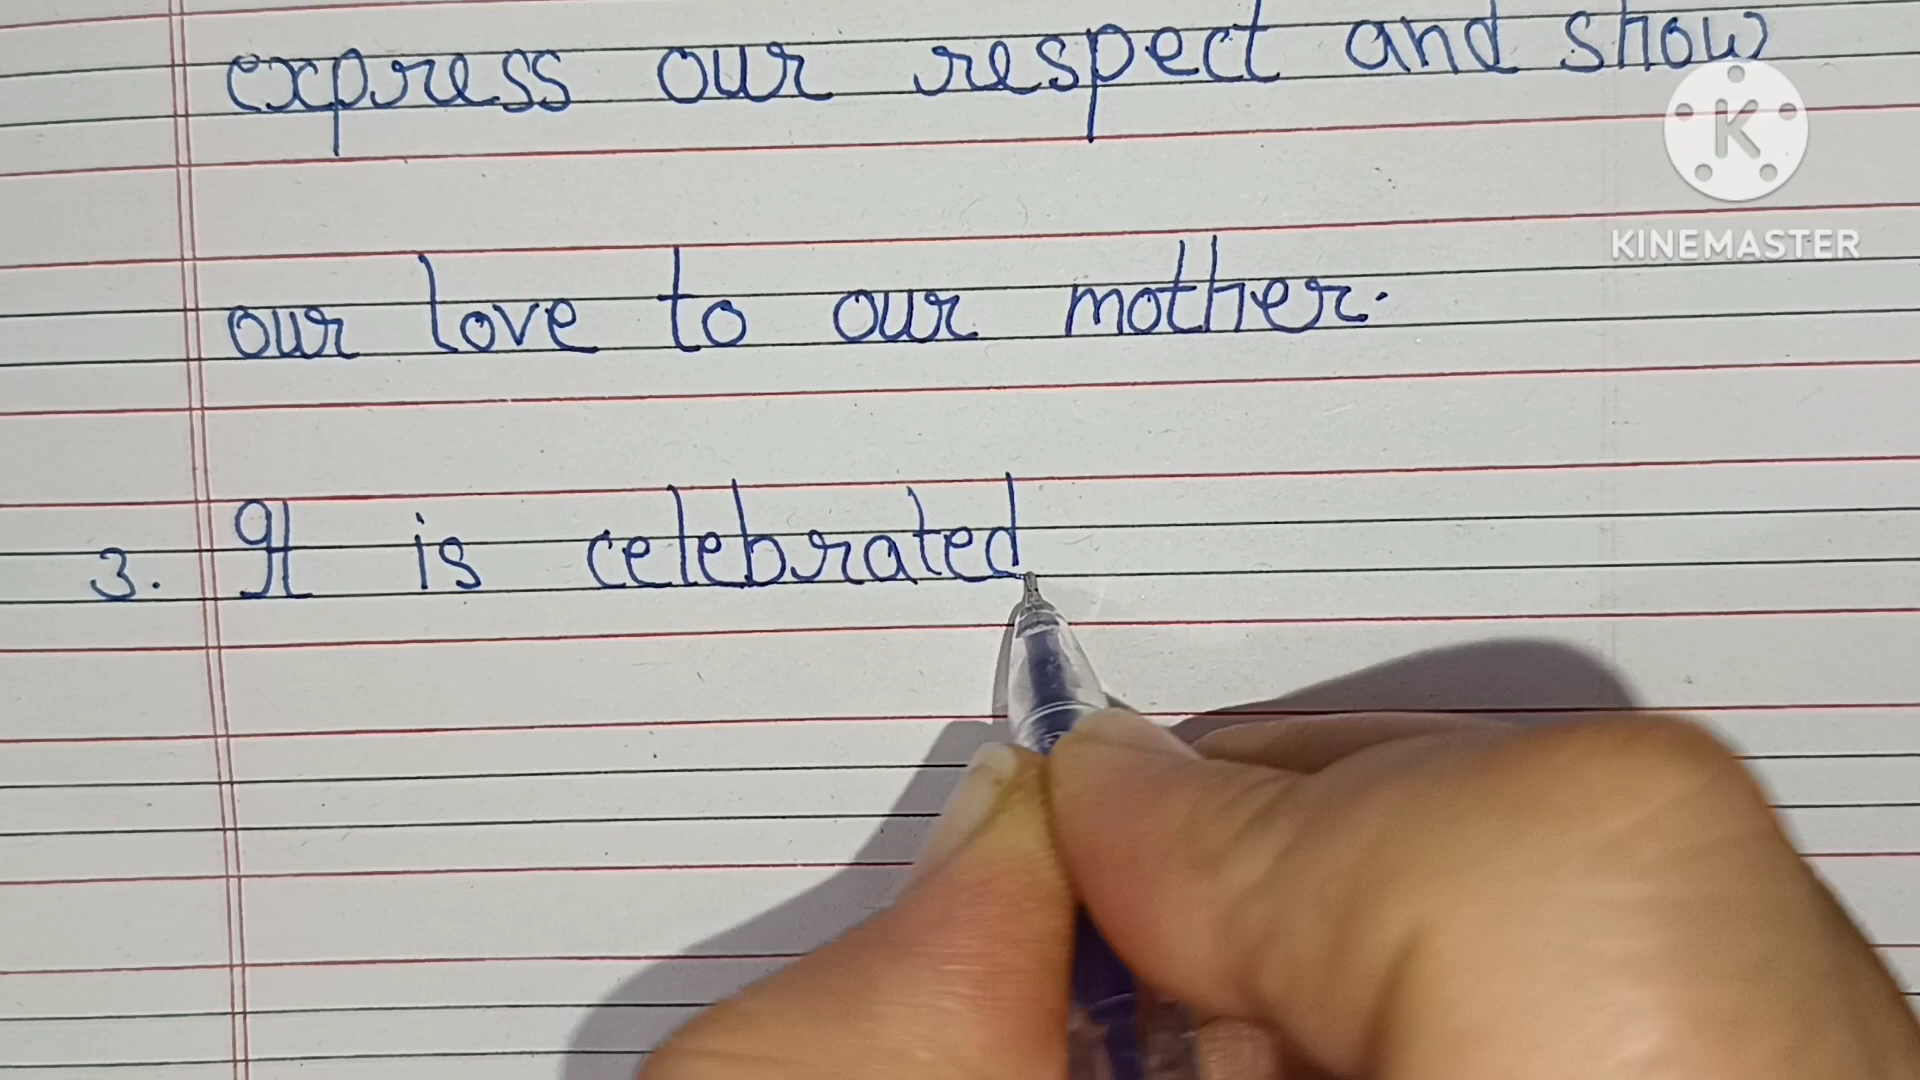 express our respect and show
our love to our mother.
3. It is celebrated
K
KINEMASTER